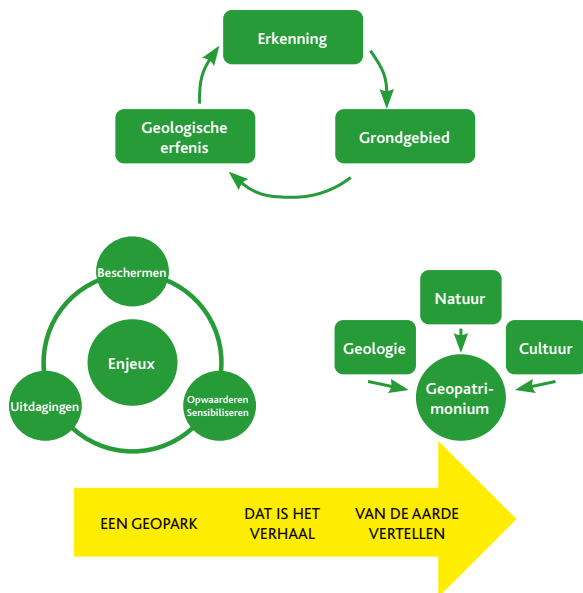 Erkenning
Geologische
erfenis
Grondgebied
Beschermen
Enjeux
Uitdagingen
Opwaarderen
Sensibiliseren
Natuur
Geologie
Cultuur
Geopatri-
monium
EEN GEOPARK
DAT IS HET
VERHAAL
VAN DE AARDE
VERTELLEN